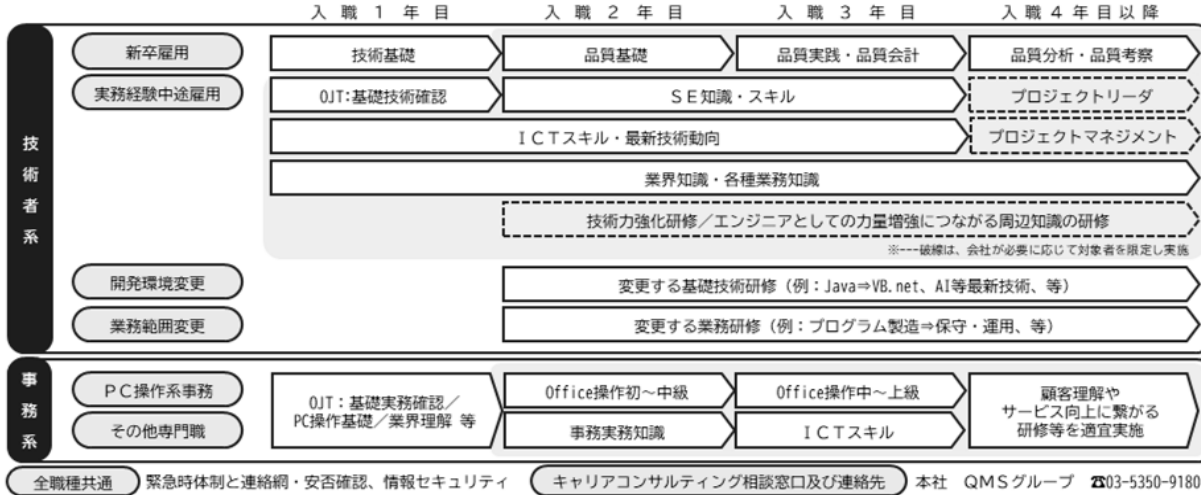 入職1年目 入職2年目 入職3年目 入職4年目以降
技術者系
新卒雇用 技術基礎 品質基礎 品質実践・品質会計 品質分析・品質考察
実務経験中途雇用 OJT:基礎技術確認 SE知識・スキル プロジェクトリーダ
ICTスキル・最新技術動向 プロジェクトマネジメント
業界知識・各種業務知識
技術力強化研修/エンジニアとしての力量増強につながる周辺知識の研修
※---破線は、会社が必要に応じて対象者を限定し実施
開発環境変更 変更する基礎技術研修(例:Java⇒VB.net、AI等最新技術、等)
業務範囲変更 変更する業務研修(例:プログラム製造⇒保守・運用、等)
事務系
PC操作系事務
その他専門職
OJT:基礎実務確認/
PC操作基礎/業界理解 等
Office操作初~中級 Office操作中~上級
事務実務知識 ICTスキル
顧客理解や
サービス向上に繋がる
研修等を適宜実施
全職種共通 緊急時体制と連絡網・安否確認、情報セキュリティ キャリアコンサルティング相談窓口及び連絡先 本社 QMSグループ ☎03-5350-9180